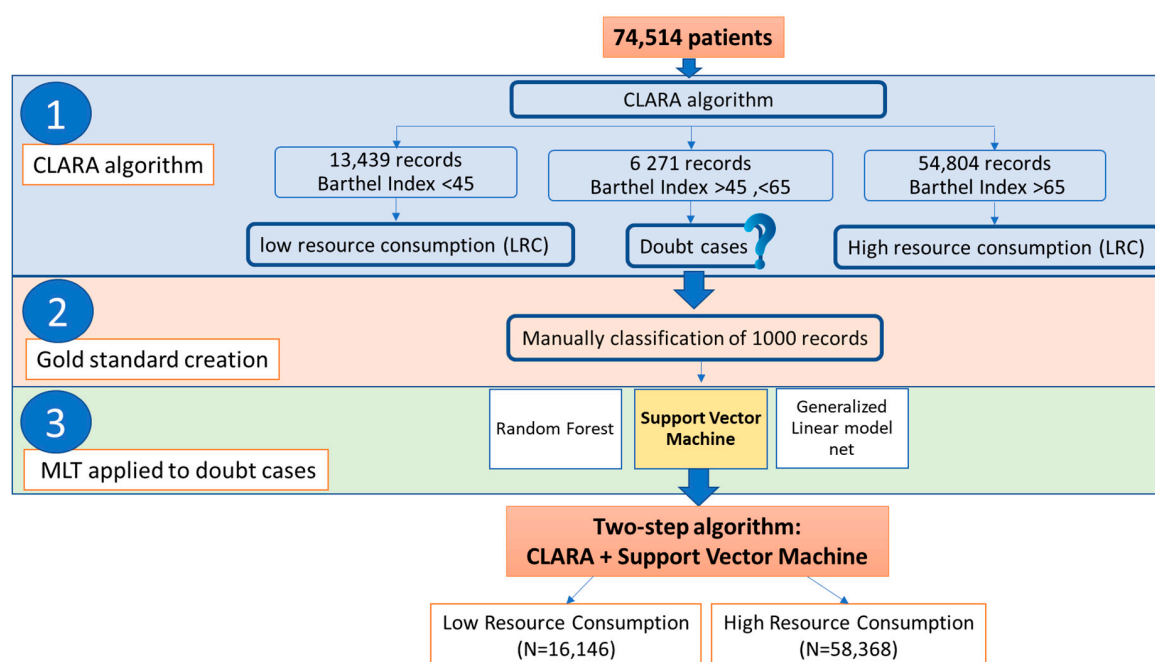 74,514 patients
1
CLARA algorithm
CLARA algorithm
13,439 records
Barthel Index <45
6 271 records
Barthel Index >45 ,<65
54,804 records
Barthel Index >65
low resource consumption (LRC)
Doubt cases
?
High resource consumption (LRC)
2
Gold standard creation
Manually classification of 1000 records
3
MLT applied to doubt cases
Random Forest
Support Vector
Machine
Generalized
Linear model
net
Two-step algorithm:
CLARA + Support Vector Machine
Low Resource Consumption
(N=16,146)
High Resource Consumption
(N=58,368)